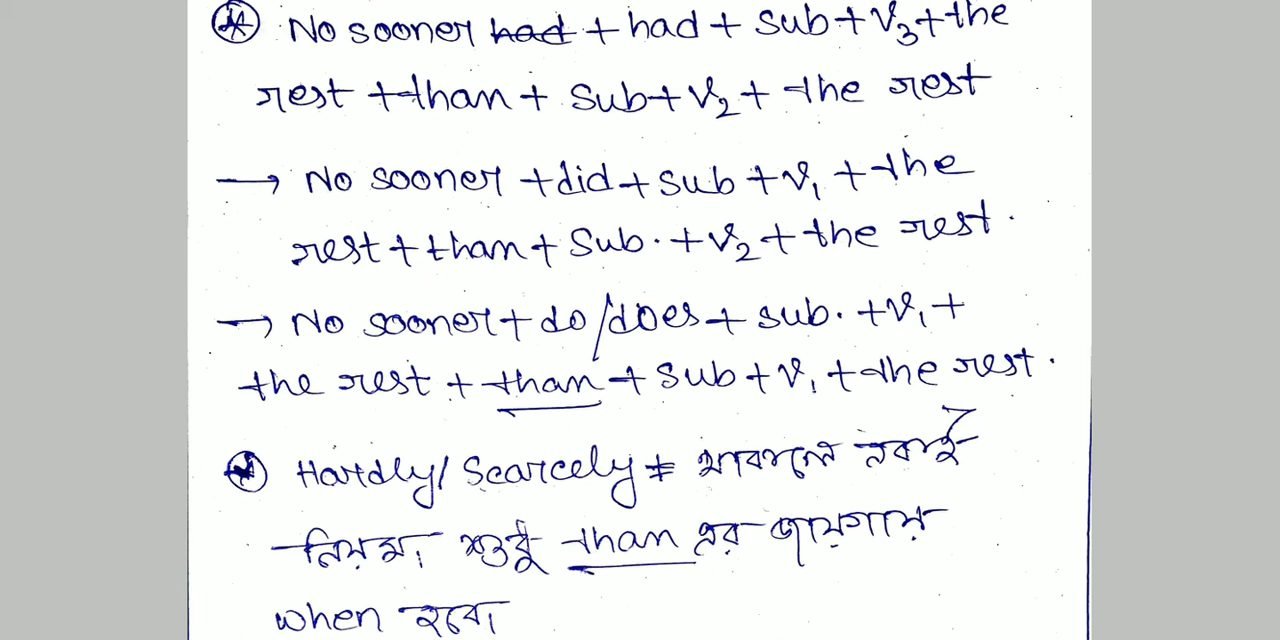 No sooner had + had + sub + V3 + the
rest + than + sub + V2 + the rest
→ No sooner + did + sub + V1 + the
rest + than + sub. + V2 + the rest.
→ No sooner + do/does + sub. + V1 +
the rest + than + sub + V1 + the rest.
Hardly/Scarcely থাকলে একই
নিয়ম। শুধু than এর জায়গায়
when হবে।